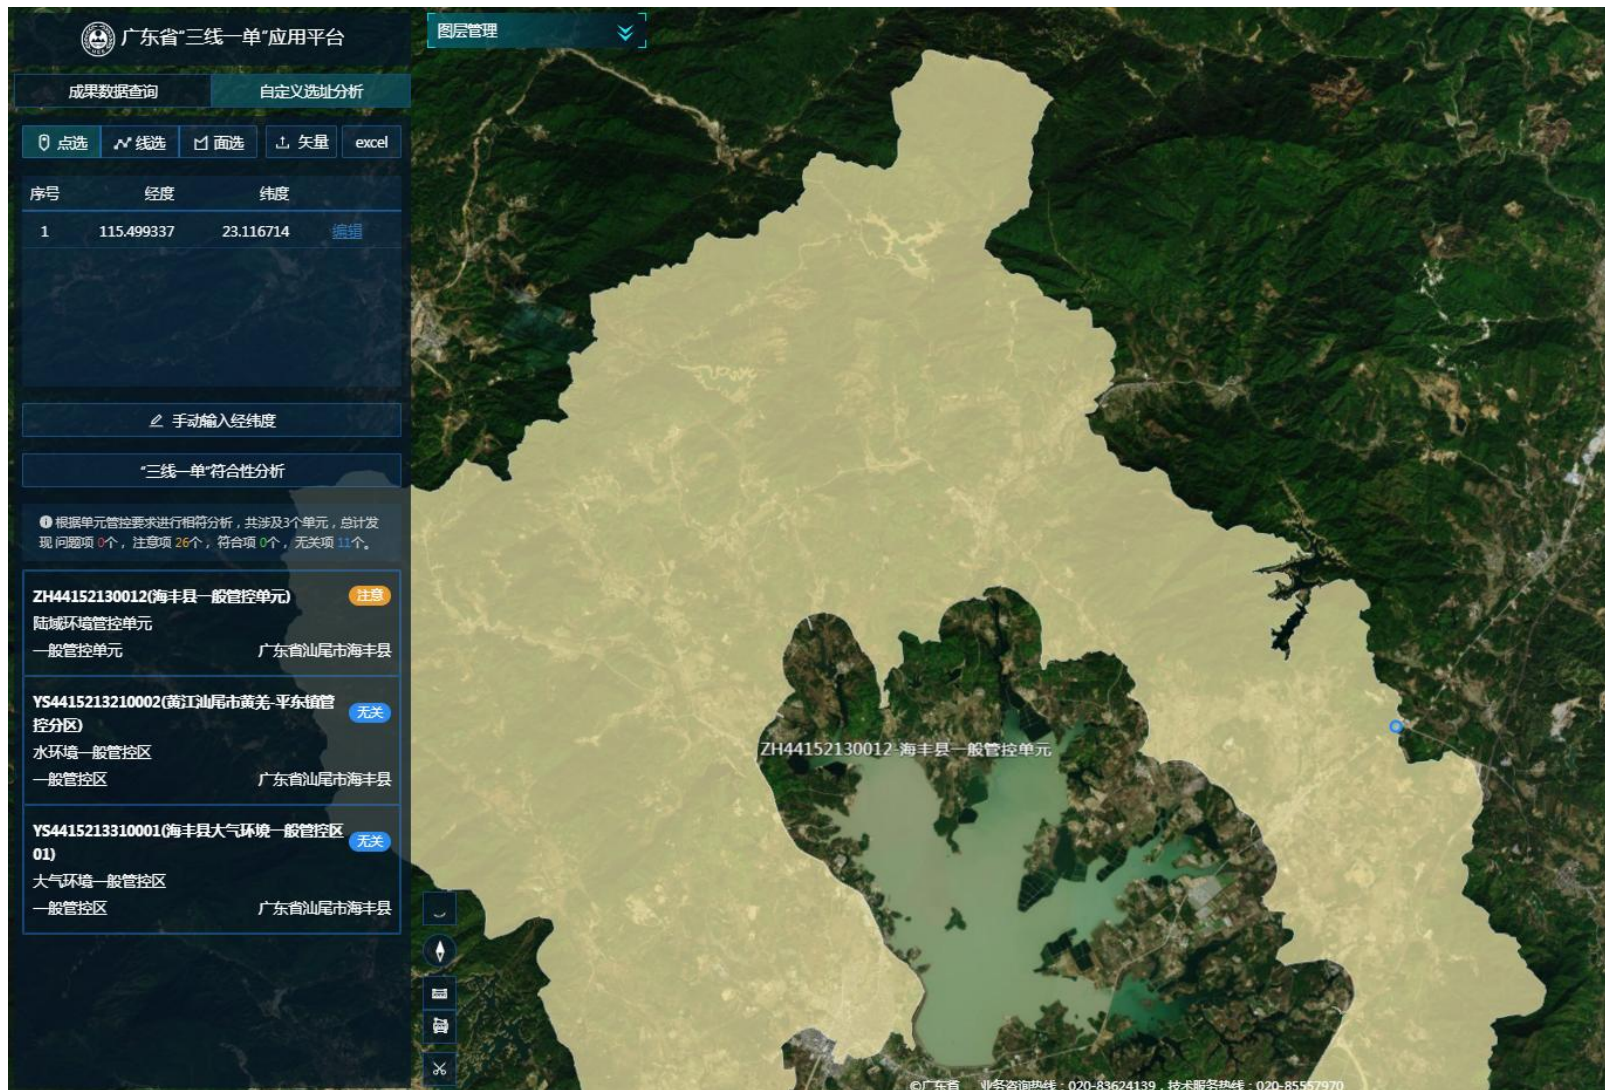 广东省“三线一单”应用平台
图层管理
成果数据查询 自定义选址分析
点选 线选 面选 矢量 excel
序号 经度 纬度
1 115.499337 23.116714 编辑
手动输入经纬度
“三线一单”符合性分析
根据单元管控要求进行相符分析，共涉及3个单元，总计发
现 问题项 0个，注意项 26个，符合项 0个，无关项 11个。
ZH44152130012(海丰县一般管控单元) 注意
陆域环境管控单元
一般管控单元 广东省汕尾市海丰县
YS4415213210002(黄江汕尾市黄羌-平东镇管
控分区) 无关
水环境一般管控区
一般管控区 广东省汕尾市海丰县
YS4415213310001(海丰县大气环境一般管控区
01) 无关
大气环境一般管控区
一般管控区 广东省汕尾市海丰县
ZH44152130012-海丰县一般管控单元
©广东省 业务咨询热线：020-83624139，技术服务热线：020-85557970